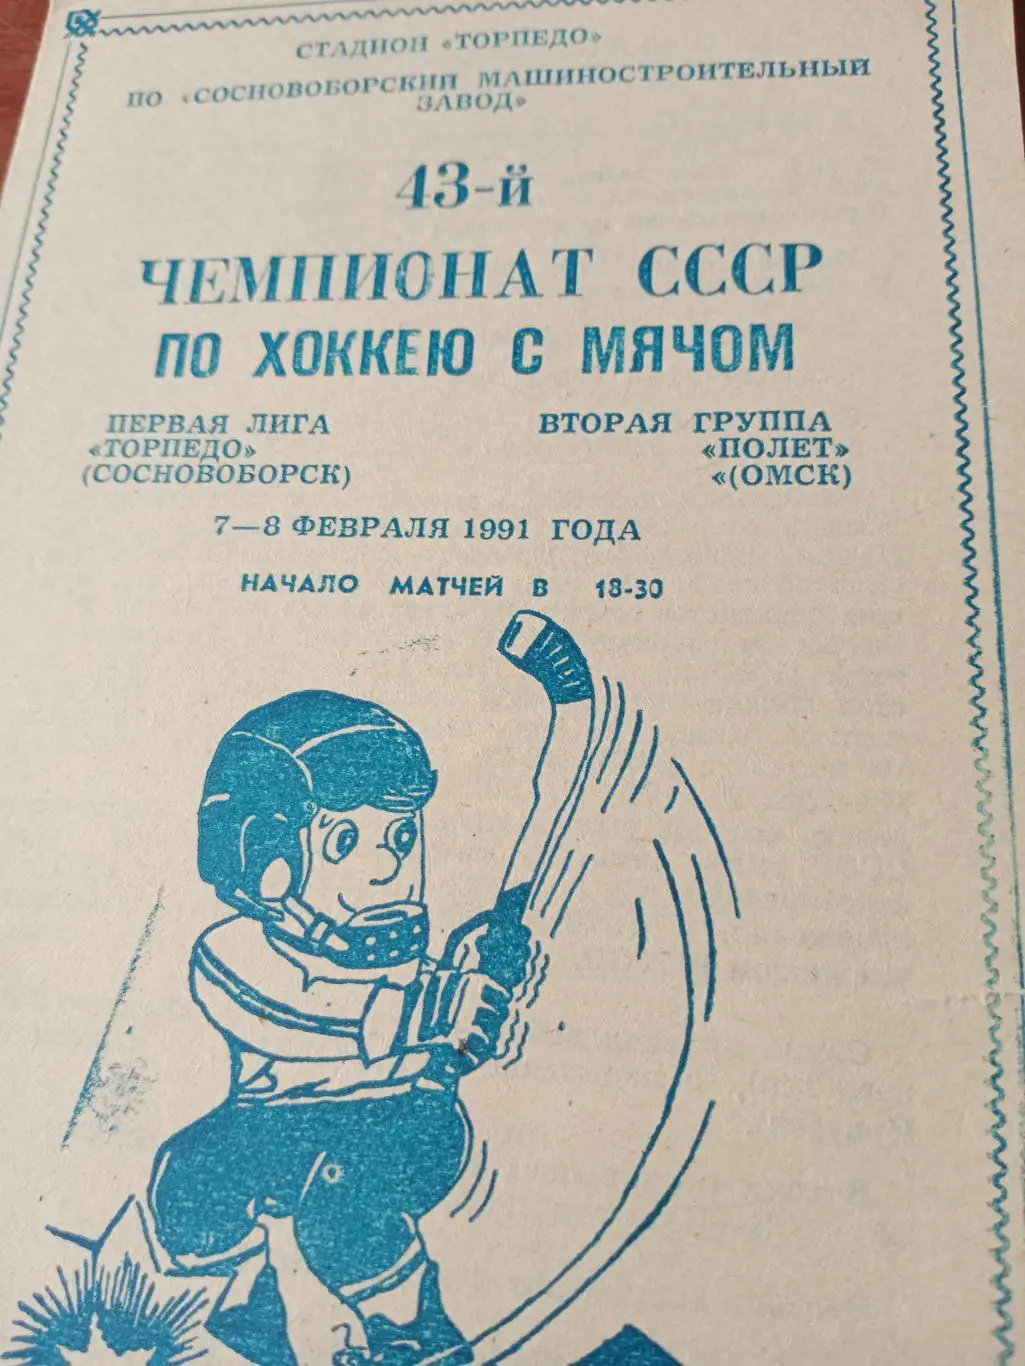 СТАДИОН «ТОРПЕДО»
ПО «СОСНОВОБОРСКИЙ МАШИНОСТРОИТЕЛЬНЫЙ
ЗАВОД»
43-й
ЧЕМПИОНАТ СССР
ПО ХОККЕЮ С МЯЧОМ
ПЕРВАЯ ЛИГА ВТОРАЯ ГРУППА
«ТОРПЕДО» «ПОЛЕТ»
(СОСНОВОБОРСК) «(ОМСК)
7—8 ФЕВРАЛЯ 1991 ГОДА
НАЧАЛО МАТЧЕЙ В 18-30